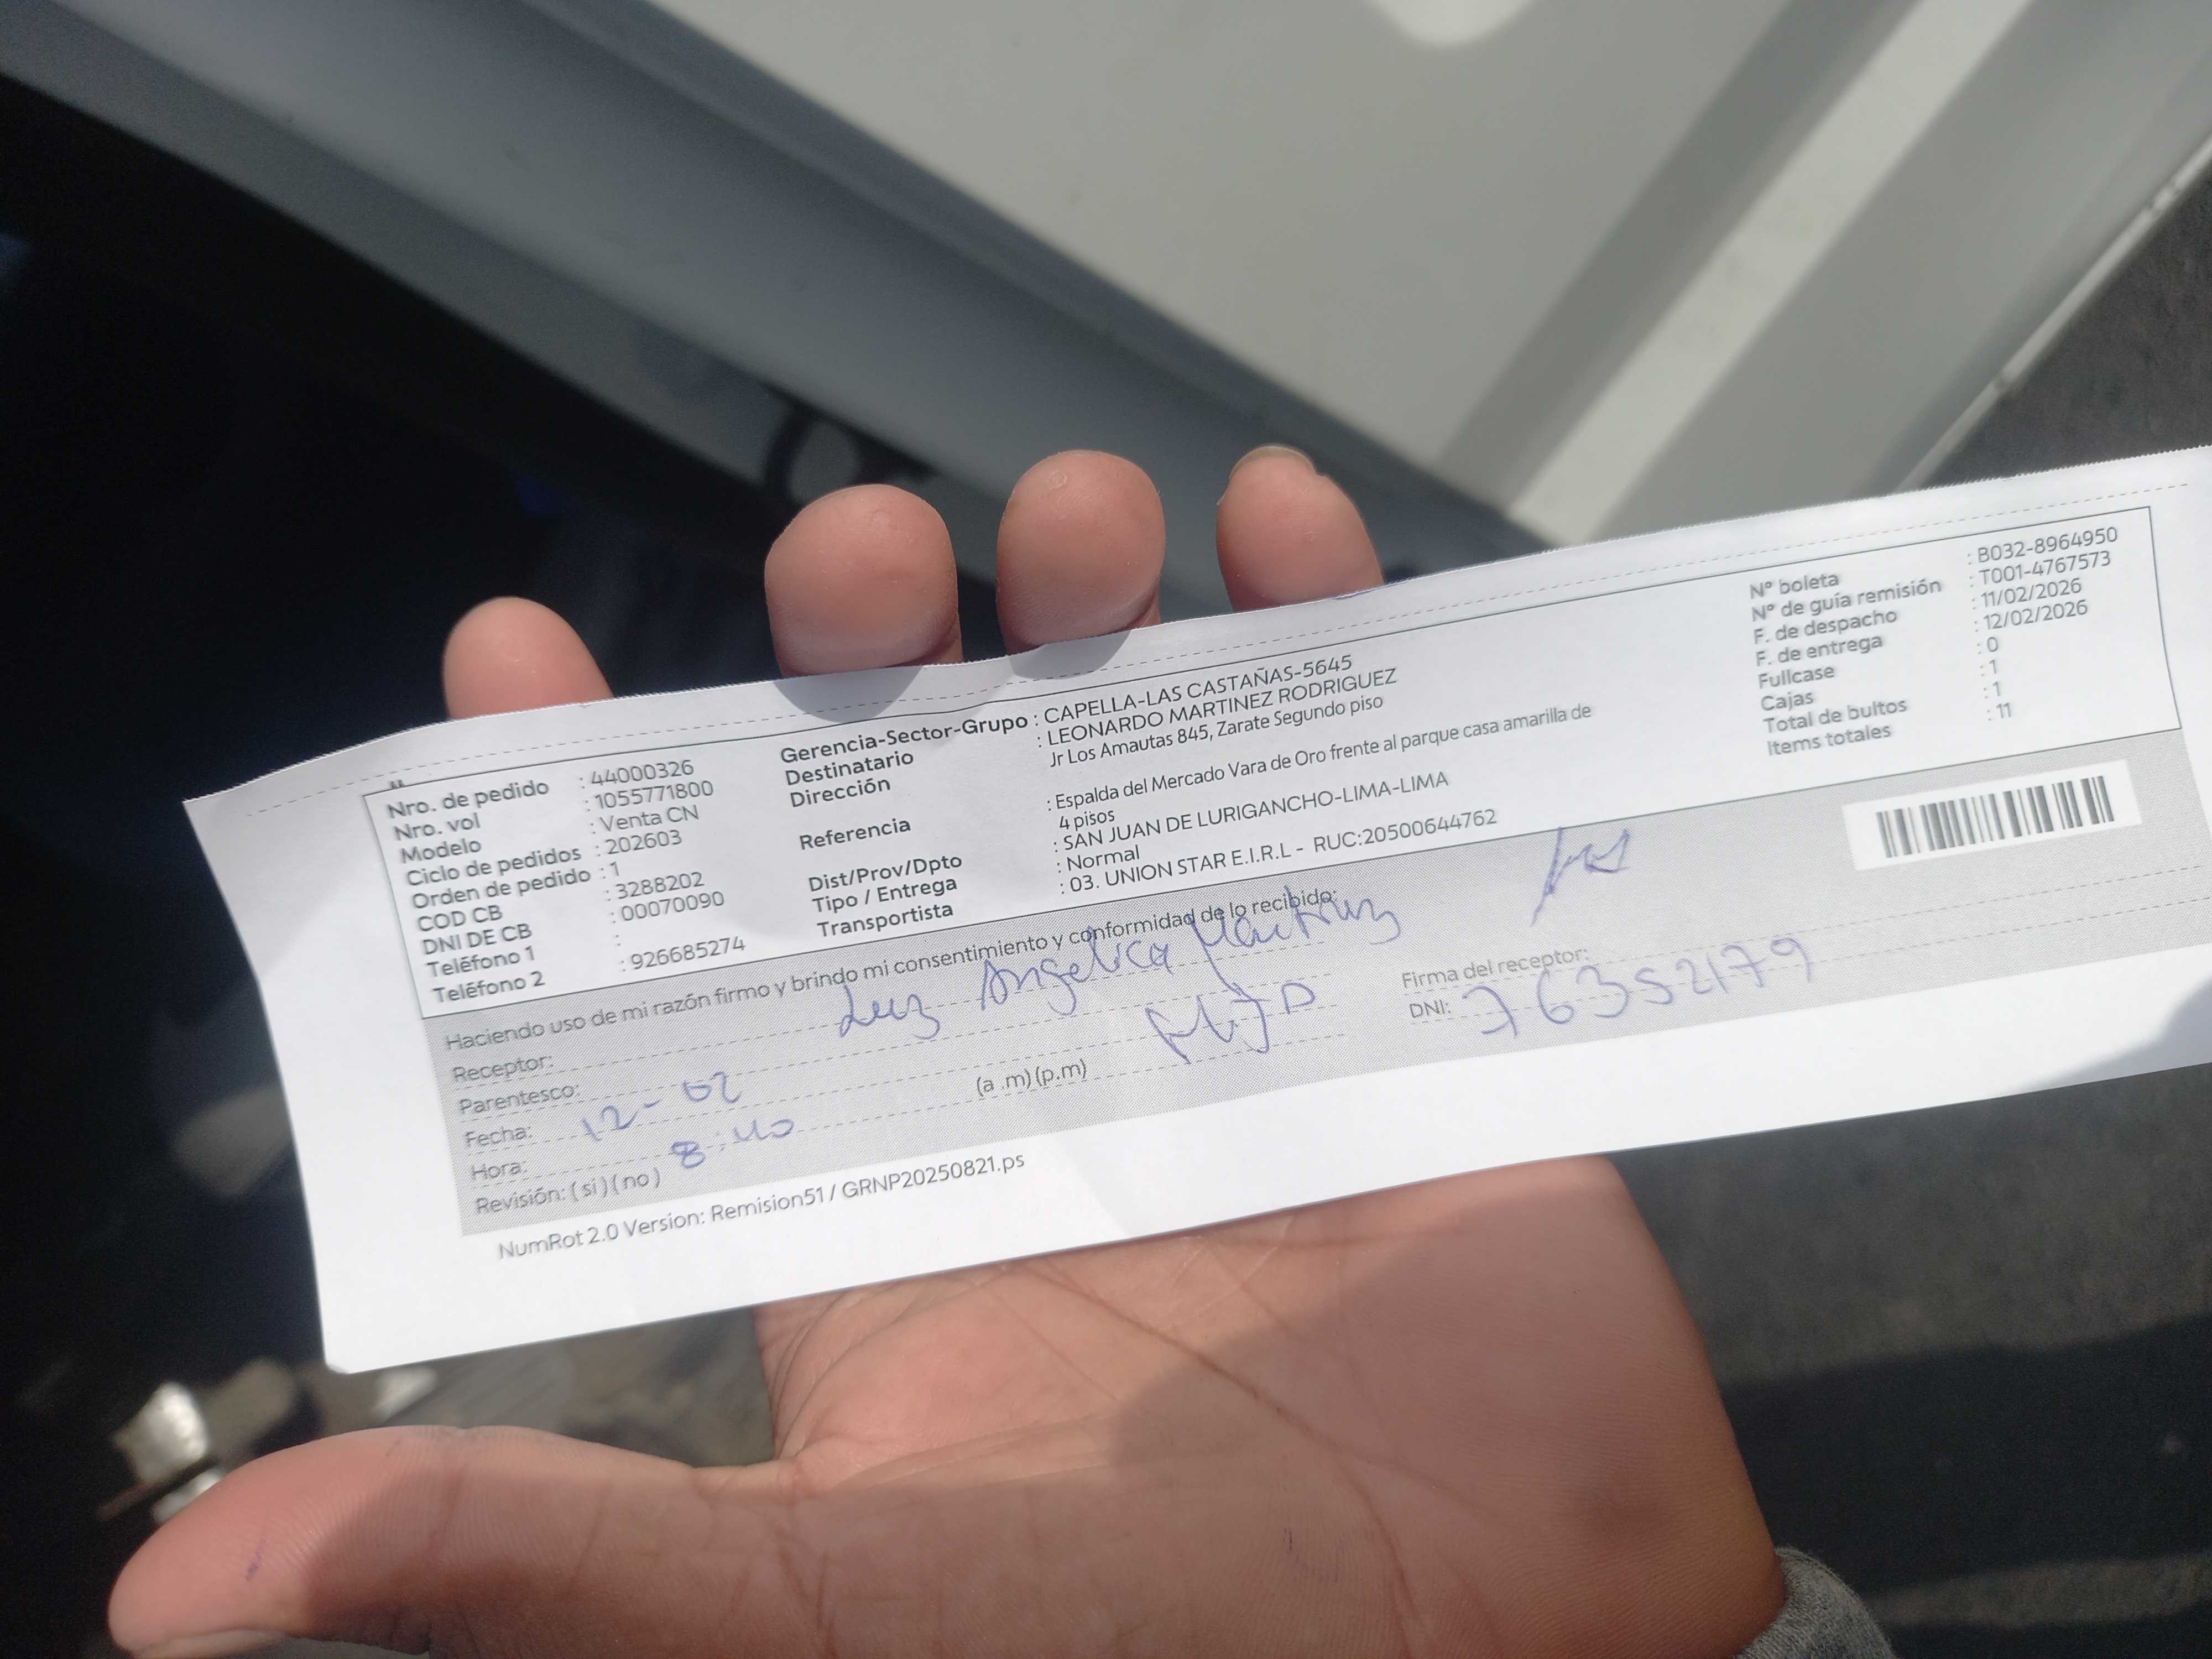 Nro. de pedido : 44000326
Nro. vol : 1055771800
Modelo : Venta CN
Ciclo de pedidos : 202603
Orden de pedido : 1
COD CB : 3288202
DNI DE CB : 00070090
Teléfono 1 :
Teléfono 2 : 926685274
Gerencia-Sector-Grupo : CAPELLA-LAS CASTAÑAS-5645
Destinatario : LEONARDO MARTINEZ RODRIGUEZ
Dirección Jr Los Amautas 845, Zarate Segundo piso
Referencia : Espalda del Mercado Vara de Oro frente al parque casa amarilla de
4 pisos
Dist/Prov/Dpto : SAN JUAN DE LURIGANCHO-LIMA-LIMA
Tipo / Entrega : Normal
Transportista : 03. UNION STAR E.I.R.L - RUC:20500644762
N° boleta : B032-8964950
N° de guía remisión : T001-4767573
F. de despacho : 11/02/2026
F. de entrega : 12/02/2026
Fullcase : 0
Cajas : 1
Total de bultos : 1
Items totales : 11
Haciendo uso de mi razón firmo y brindo mi consentimiento y conformidad de lo recibido:
Receptor: Luz Angelica Martinez
Parentesco:
Fecha: 12-02
Hora: 8:40 (a .m) (p.m)
Revisión: ( si ) ( no )
Firma del receptor:
DNI: 76352179
NumRot 2.0 Version: Remision51 / GRNP20250821.ps